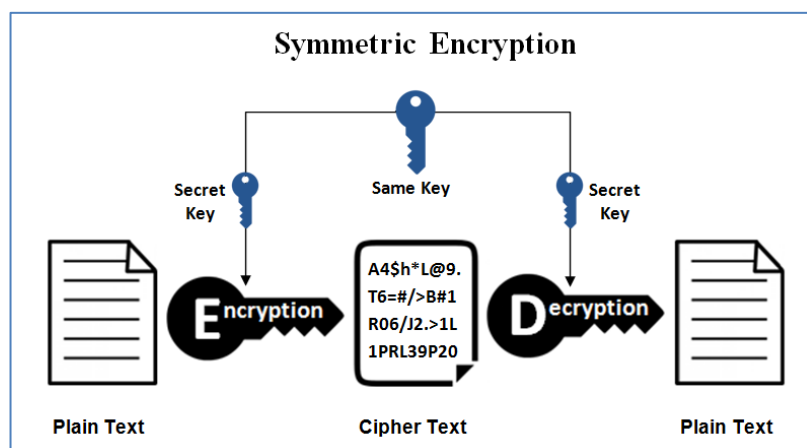 Symmetric Encryption
Secret
Key
Same Key
Secret
Key
Encryption
A4$h*L@9.
T6=#/>B#1
R06/J2.>1L
1PRL39P20
Decryption
Plain Text
Cipher Text
Plain Text